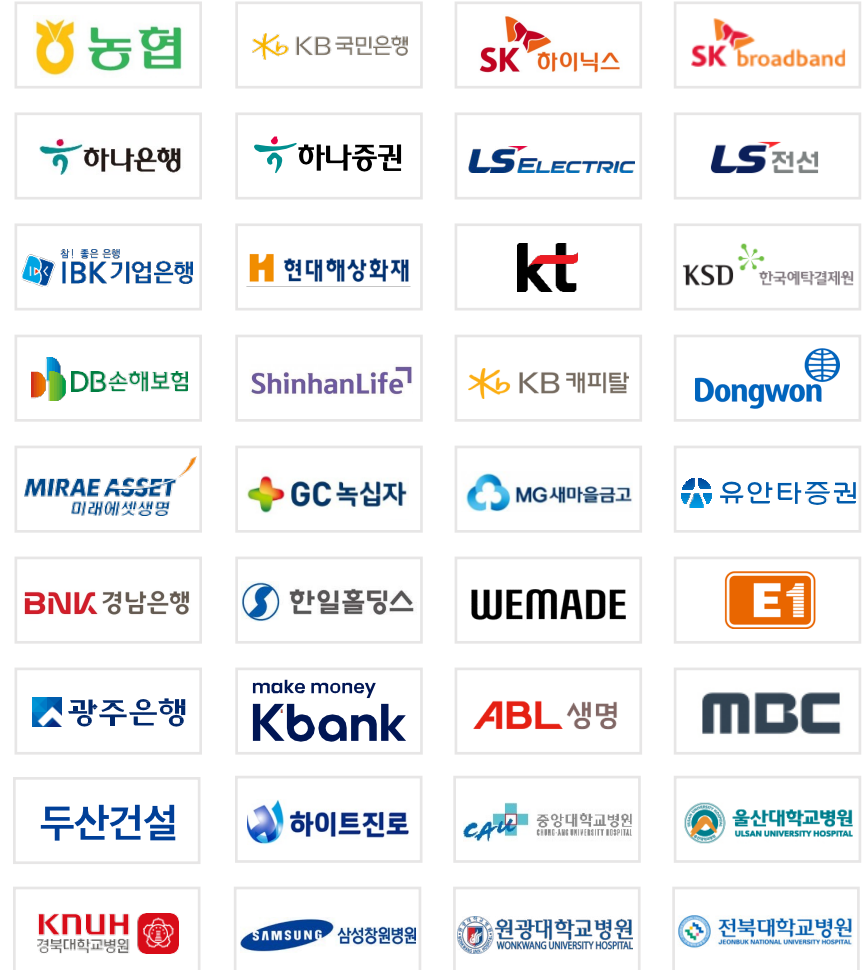 농협
KB국민은행
SK 하이닉스
SK broadband
하나은행
하나증권
LS ELECTRIC
LS전선
참! 좋은 은행
IBK기업은행
H 현대해상화재
kt
KSD 한국예탁결제원
DB손해보험
ShinhanLife
KB캐피탈
Dongwon
MIRAE ASSET
미래에셋생명
GC녹십자
MG새마을금고
유안타증권
BNK 경남은행
한일홀딩스
WEMADE
E1
광주은행
make money
Kbank
ABL생명
MBC
두산건설
하이트진로
CAU 중앙대학교병원
CHUNG-ANG UNIVERSITY HOSPITAL
울산대학교병원
ULSAN UNIVERSITY HOSPITAL
KNUH
경북대학교병원
SAMSUNG 삼성창원병원
원광대학교병원
WONKWANG UNIVERSITY HOSPITAL
전북대학교병원
JEONBUK NATIONAL UNIVERSITY HOSPITAL